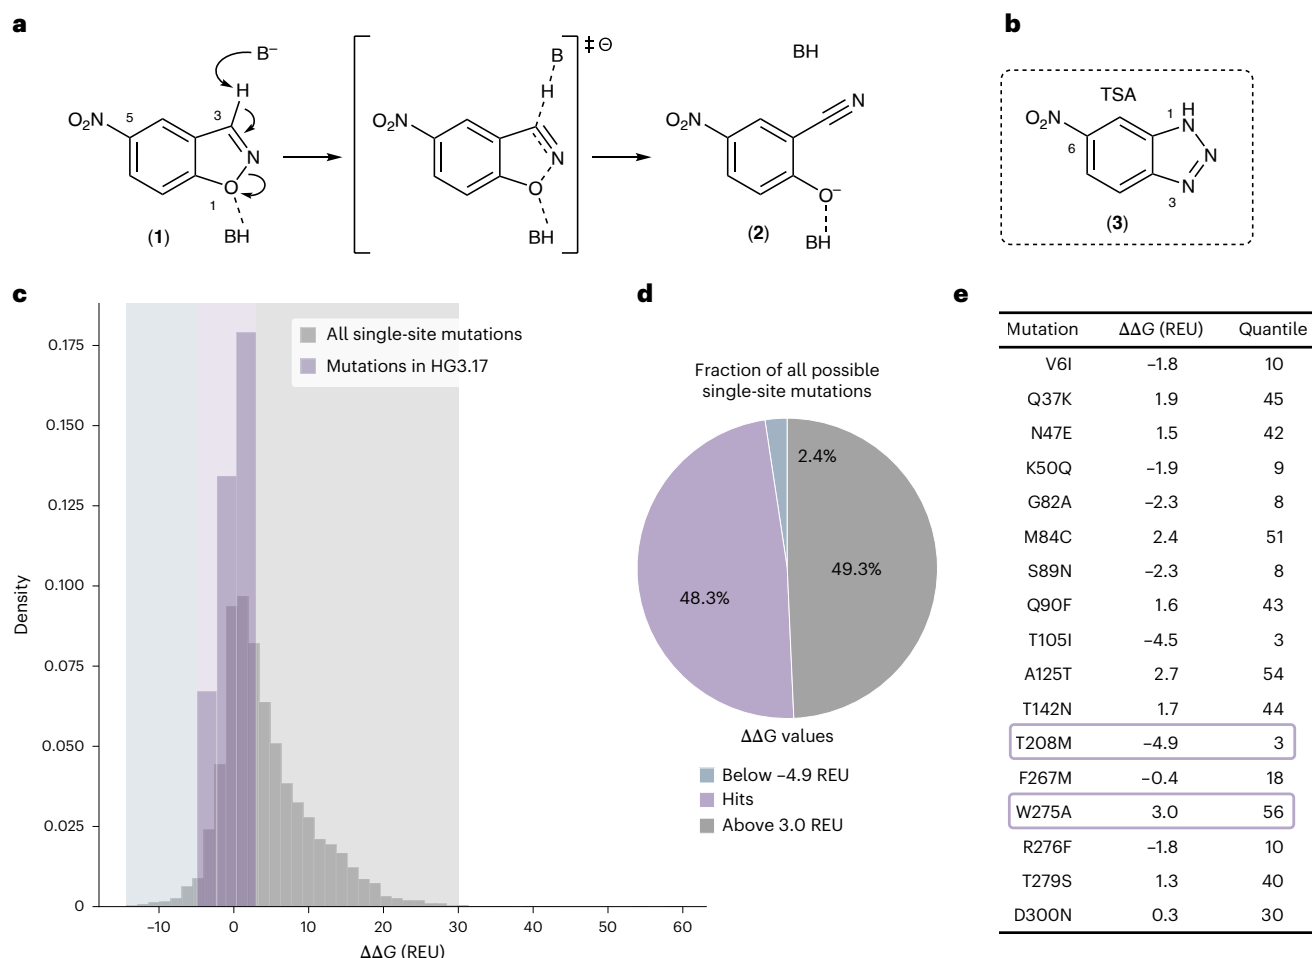 a
B⁻
H
O₂N
5
3
N
O
1
BH
(1)
‡ ⊖
B
H
O₂N
N
O
BH
BH
N
O₂N
O⁻
BH
(2)
b
TSA
H
1
N
O₂N
6
N
N
3
(3)
c
All single-site mutations
Mutations in HG3.17
0.175
0.150
0.125
0.100
0.075
0.050
0.025
0
Density
−10 0 10 20 30 40 50 60
ΔΔG (REU)
d
Fraction of all possible
single-site mutations
2.4%
49.3%
48.3%
ΔΔG values
Below −4.9 REU
Hits
Above 3.0 REU
e
Mutation ΔΔG (REU) Quantile
V6I −1.8 10
Q37K 1.9 45
N47E 1.5 42
K50Q −1.9 9
G82A −2.3 8
M84C 2.4 51
S89N −2.3 8
Q90F 1.6 43
T105I −4.5 3
A125T 2.7 54
T142N 1.7 44
T208M −4.9 3
F267M −0.4 18
W275A 3.0 56
R276F −1.8 10
T279S 1.3 40
D300N 0.3 30